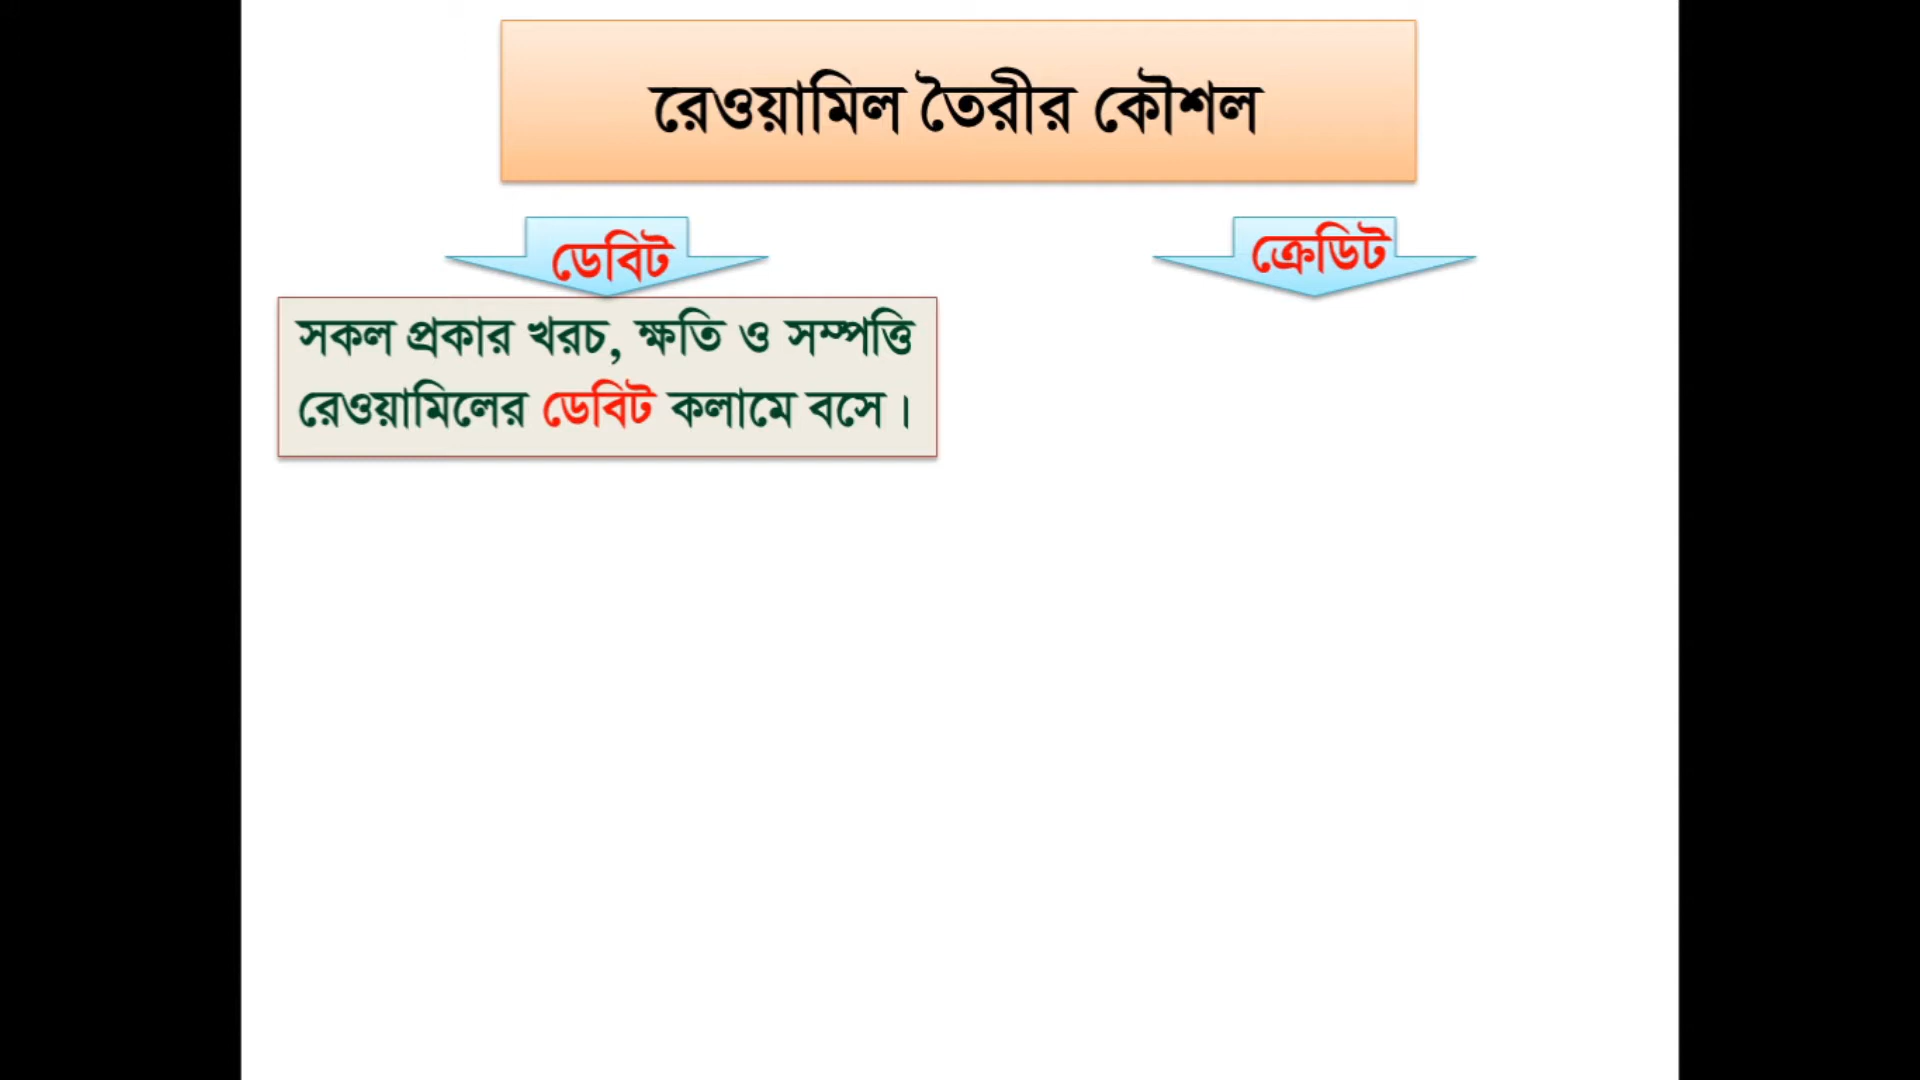 রেওয়ামিল তৈরীর কৌশল
ডেবিট
ক্রেডিট
সকল প্রকার খরচ, ক্ষতি ও সম্পত্তি
রেওয়ামিলের ডেবিট কলামে বসে।